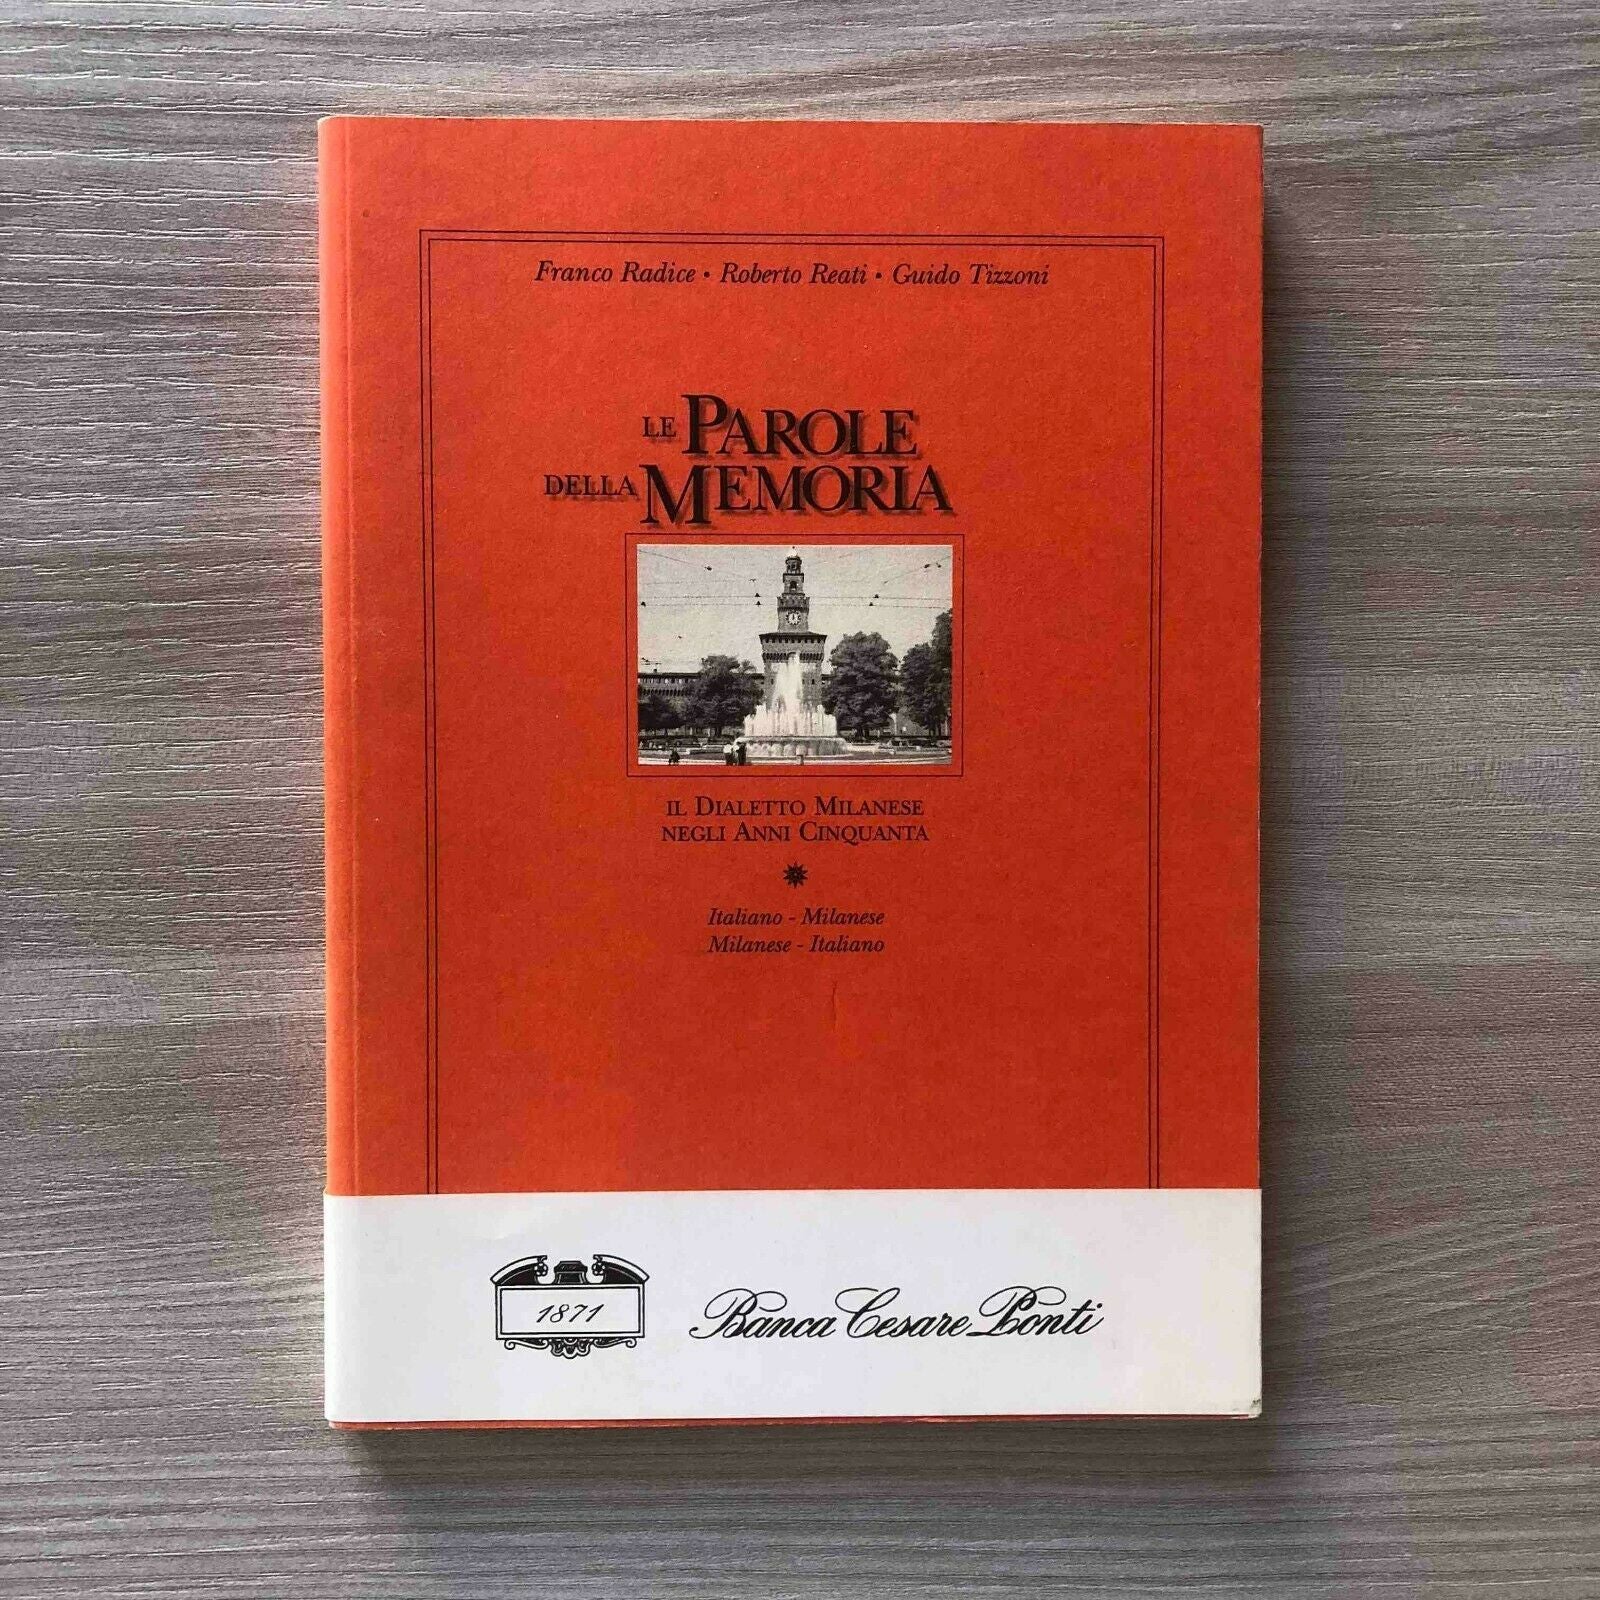 Franco Radice • Roberto Reati • Guido Tizzoni
LE PAROLE
DELLA MEMORIA
IL DIALETTO MILANESE
NEGLI ANNI CINQUANTA
Italiano - Milanese
Milanese - Italiano
1871
Banca Cesare Ponti